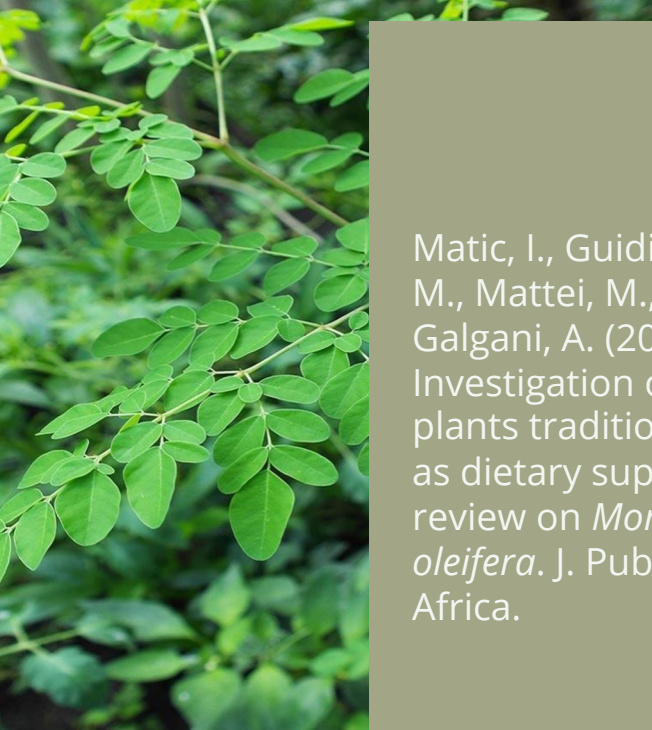 Matic, I., Guidi
M., Mattei, M.,
Galgani, A. (20
Investigation
plants traditio
as dietary sup
review on Mor
oleifera. J. Pub
Africa.